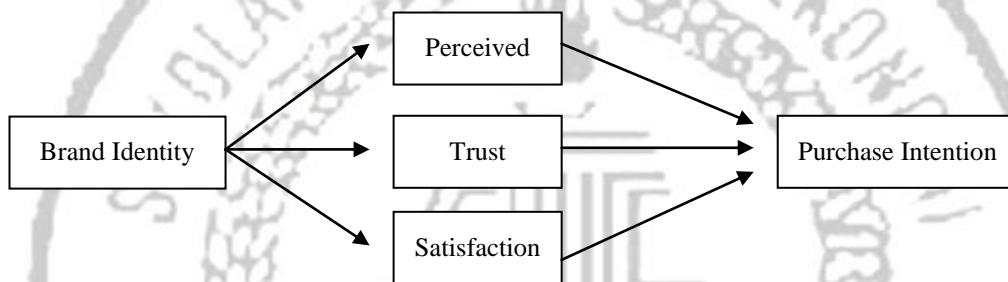 Perceived
Brand Identity
Trust
Purchase Intention
Satisfaction